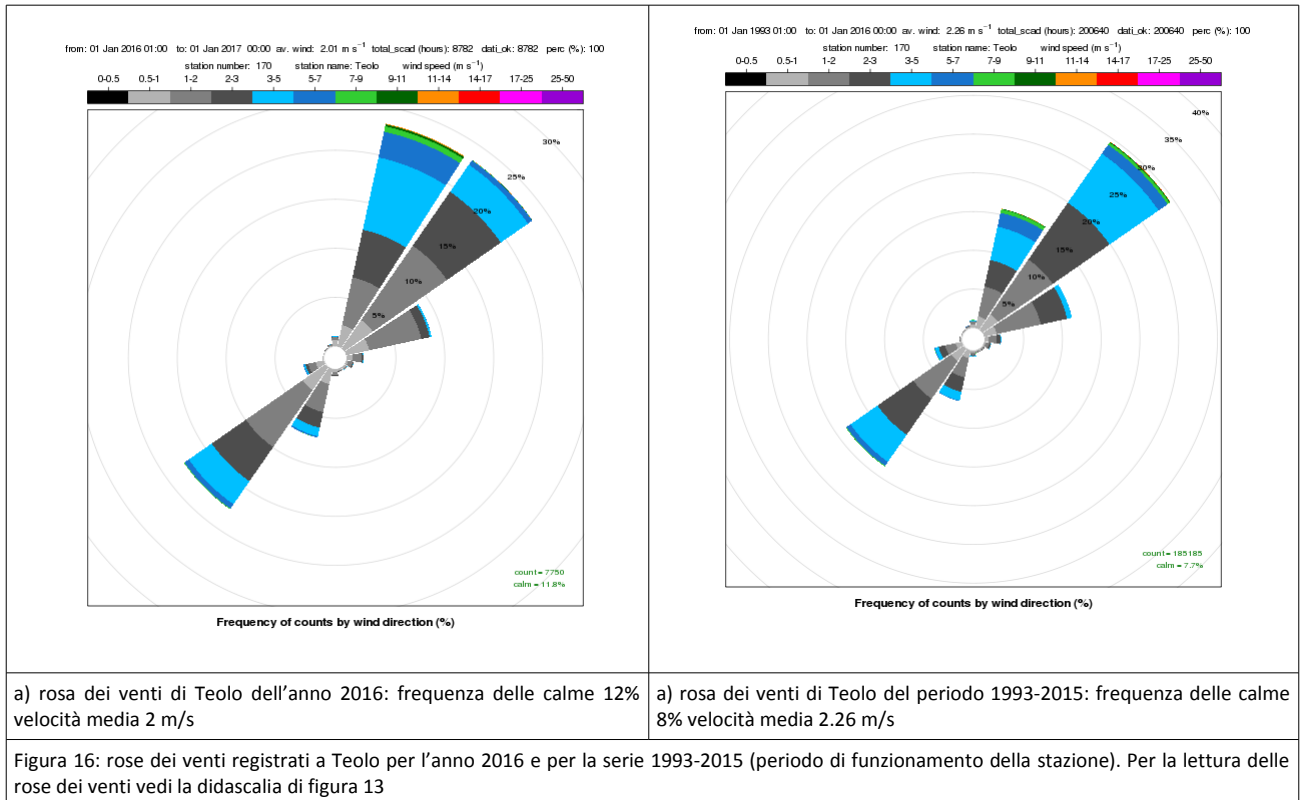 from: 01 Jan 2016 01:00 to: 01 Jan 2017 00:00 av. wind: 2.01 m s⁻¹ total_scad (hours): 8782 dati_ok: 8782 perc (%): 100
station number: 170 station name: Teolo wind speed (m s⁻¹)
0-0.5 0.5-1 1-2 2-3 3-5 5-7 7-9 9-11 11-14 14-17 17-25 25-50
30%
25%
20%
15%
10%
5%
count = 7750
calm = 11.8%
Frequency of counts by wind direction (%)
from: 01 Jan 1993 01:00 to: 01 Jan 2016 00:00 av. wind: 2.26 m s⁻¹ total_scad (hours): 200640 dati_ok: 200640 perc (%): 100
station number: 170 station name: Teolo wind speed (m s⁻¹)
0-0.5 0.5-1 1-2 2-3 3-5 5-7 7-9 9-11 11-14 14-17 17-25 25-50
40%
35%
30%
25%
20%
15%
10%
5%
count = 185185
calm = 7.7%
Frequency of counts by wind direction (%)
a) rosa dei venti di Teolo dell’anno 2016: frequenza delle calme 12%
velocità media 2 m/s
a) rosa dei venti di Teolo del periodo 1993-2015: frequenza delle calme
8% velocità media 2.26 m/s
Figura 16: rose dei venti registrati a Teolo per l’anno 2016 e per la serie 1993-2015 (periodo di funzionamento della stazione). Per la lettura delle
rose dei venti vedi la didascalia di figura 13